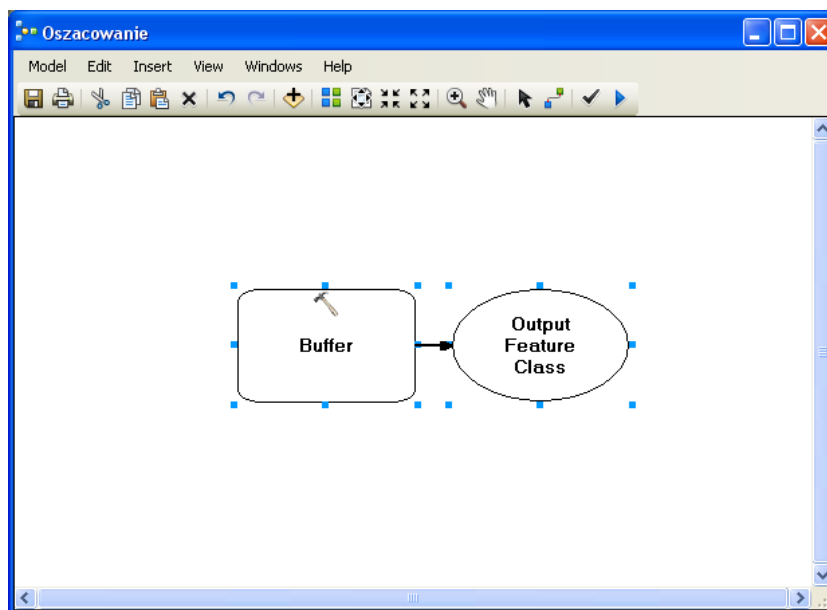 Oszacowanie
Model Edit Insert View Windows Help
Buffer
Output
Feature
Class